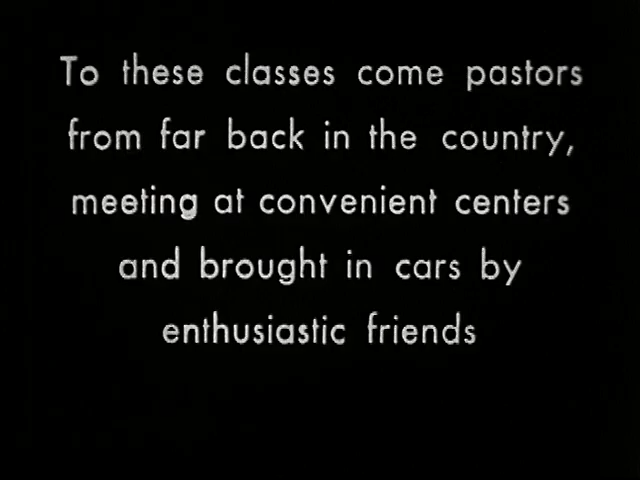 To these classes come pastors
from far back in the country,
meeting at convenient centers
and brought in cars by
enthusiastic friends